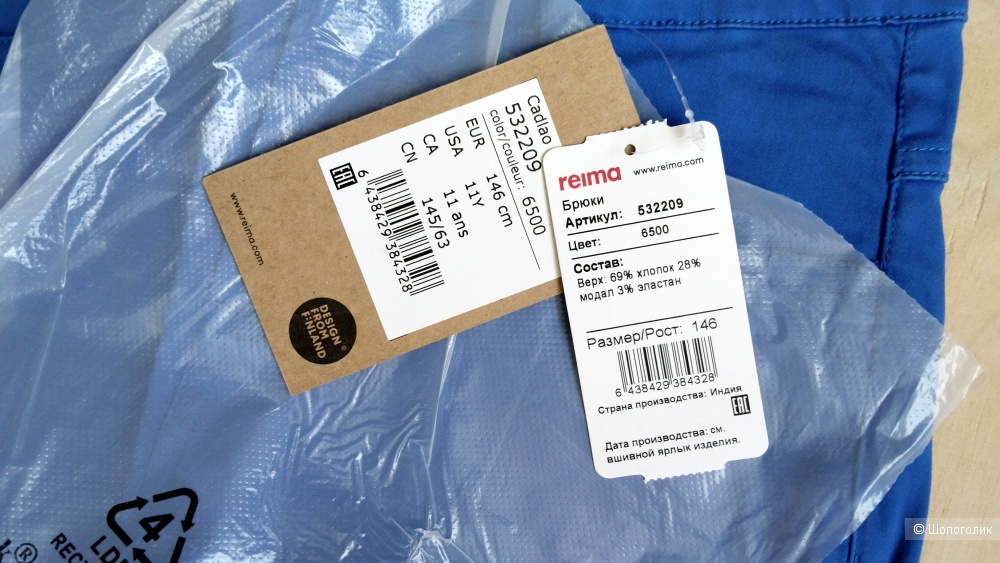 Cadlao
532209
color/couleur: 6500
EUR 146 cm
USA 11Y
CA 11 ans
CN 145/63
6 438429 384328
EAC
www.reima.com
DESIGN
FROM
FINLAND
reima www.reima.com
Брюки
Артикул: 532209
Цвет: 6500
Состав:
Верх: 69% хлопок 28%
модал 3% эластан
Размер/Рост: 146
6 438429 384328
Страна производства: Индия
EAC
Дата производства: см.
вшивной ярлык изделия.
4
®
© Шопоголик